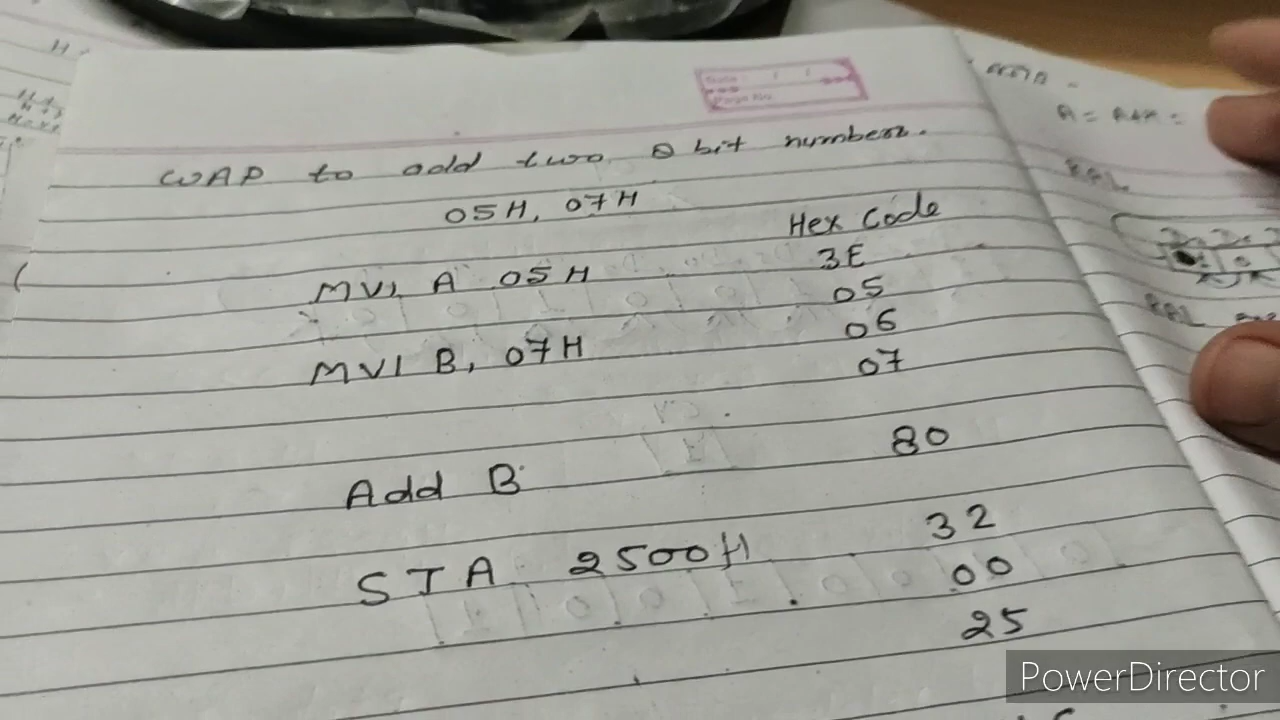 WAP to add two 8 bit numbers.
05H, 07H
Hex Code
MVI A 05H 3E
05
MVI B, 07H 06
07
Add B 80
STA 2500H 32
00
25
PowerDirector